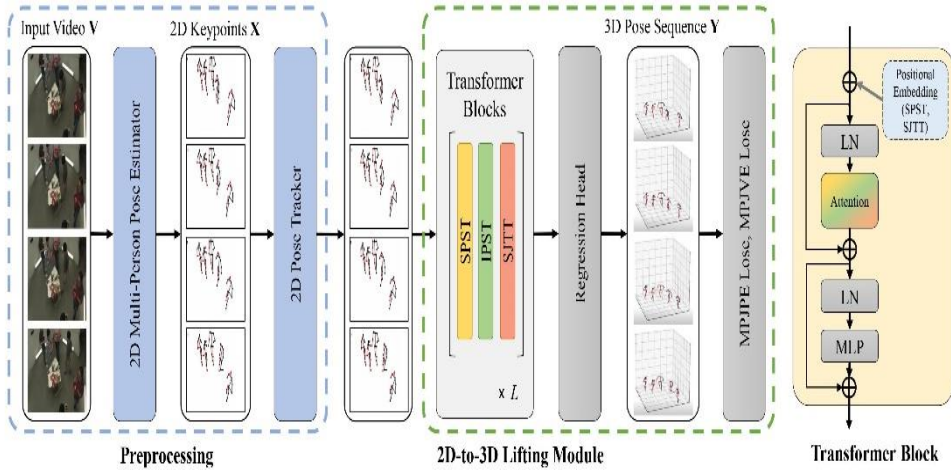 Input Video V
2D Keypoints X
3D Pose Sequence Y
2D Multi-Person Pose Estimator
2D Pose Tracker
Transformer
Blocks
SPST
IPST
SJTT
× L
Regression Head
MPJPE Lose, MPJVE Lose
Positional
Embedding
(SPST,
SJTT)
LN
Attention
LN
MLP
Preprocessing
2D-to-3D Lifting Module
Transformer Block